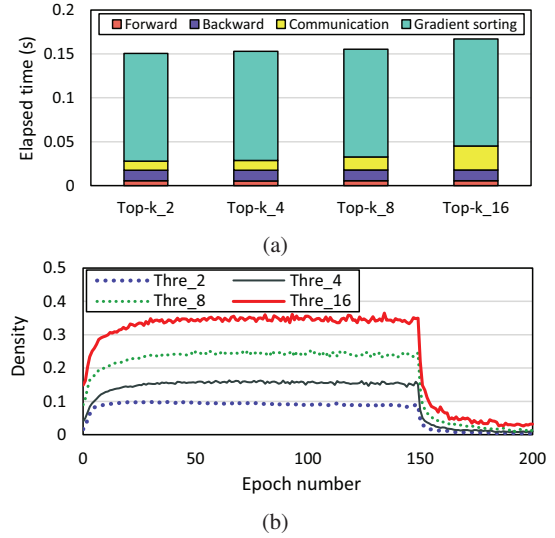 Forward Backward Communication Gradient sorting
0.2
0.15
0.1
0.05
0
Elapsed time (s)
Top-k_2 Top-k_4 Top-k_8 Top-k_16
(a)
Thre_2 Thre_4
Thre_8 Thre_16
0.5
0.4
0.3
0.2
0.1
0
Density
0 50 100 150 200
Epoch number
(b)